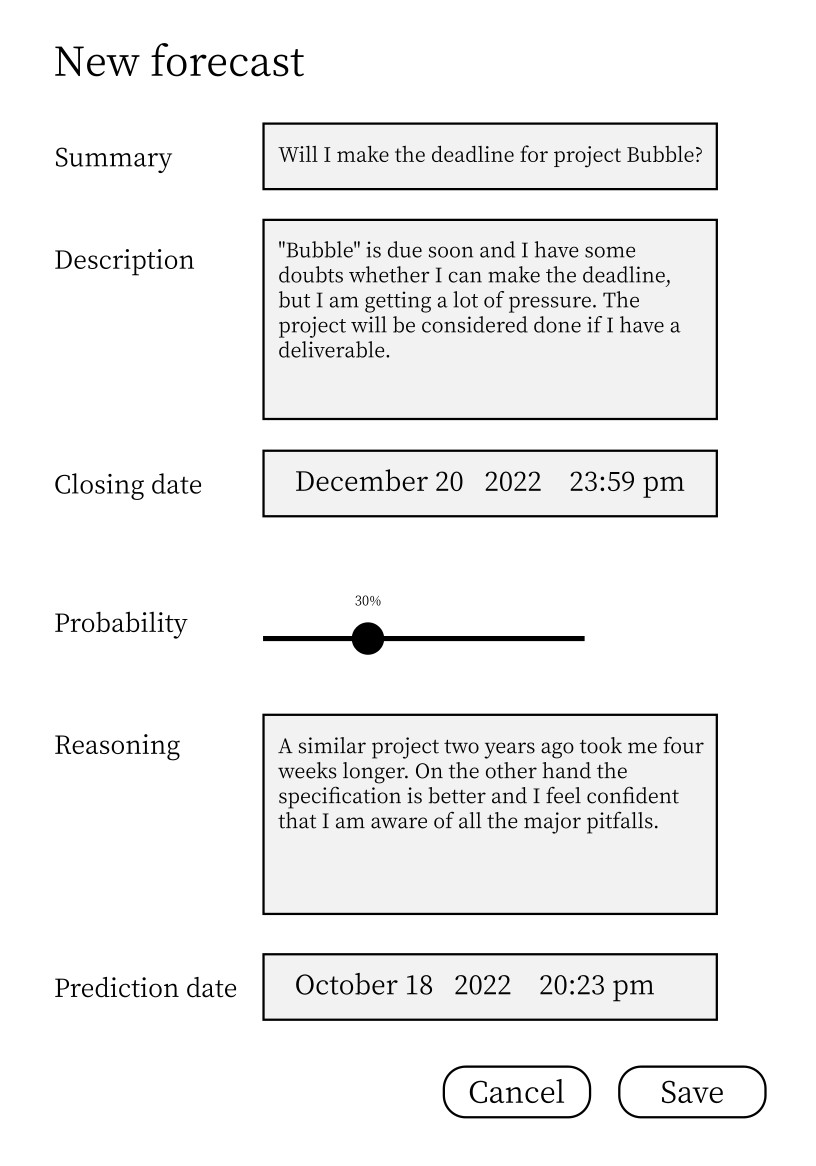 New forecast
Summary
Will I make the deadline for project Bubble?
Description
"Bubble" is due soon and I have some
doubts whether I can make the deadline,
but I am getting a lot of pressure. The
project will be considered done if I have a
deliverable.
Closing date
December 20 2022 23:59 pm
Probability
30%
Reasoning
A similar project two years ago took me four
weeks longer. On the other hand the
specification is better and I feel confident
that I am aware of all the major pitfalls.
Prediction date
October 18 2022 20:23 pm
Cancel Save